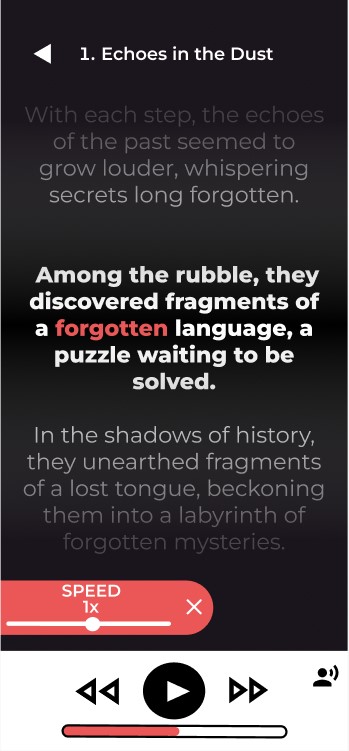 1. Echoes in the Dust
With each step, the echoes
of the past seemed to
grow louder, whispering
secrets long forgotten.
Among the rubble, they
discovered fragments of
a forgotten language, a
puzzle waiting to be
solved.
In the shadows of history,
they unearthed fragments
of a lost tongue, beckoning
them into a labyrinth of
forgotten mysteries.
SPEED
1x